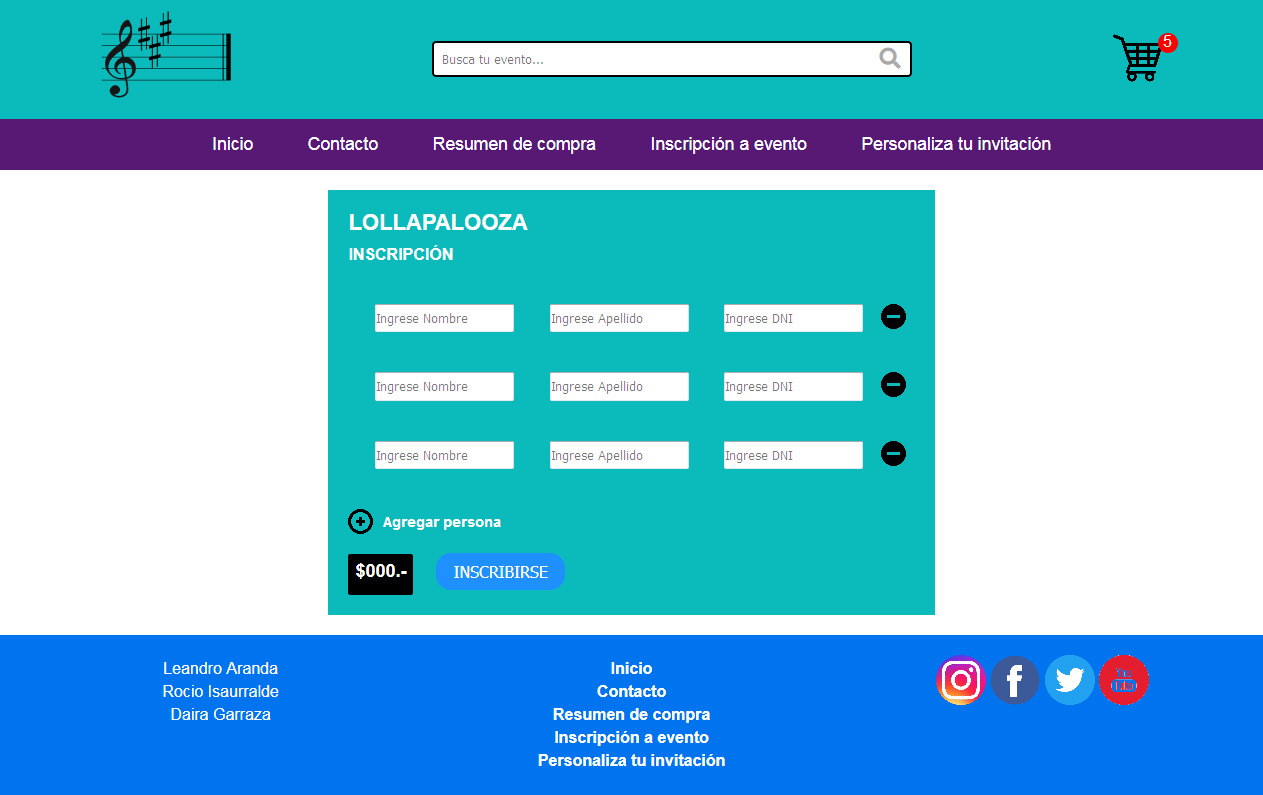 Busca tu evento...
5
Inicio Contacto Resumen de compra Inscripción a evento Personaliza tu invitación
LOLLAPALOOZA
INSCRIPCIÓN
Ingrese Nombre Ingrese Apellido Ingrese DNI
Ingrese Nombre Ingrese Apellido Ingrese DNI
Ingrese Nombre Ingrese Apellido Ingrese DNI
Agregar persona
$000.- INSCRIBIRSE
Leandro Aranda
Rocio Isaurralde
Daira Garraza
Inicio
Contacto
Resumen de compra
Inscripción a evento
Personaliza tu invitación